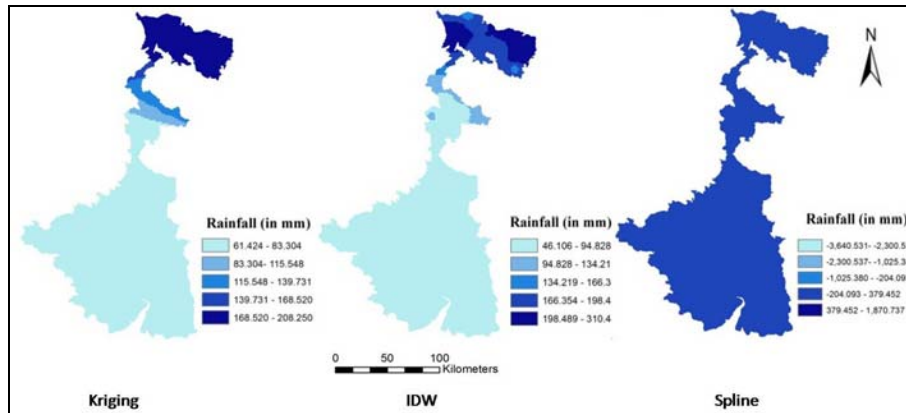 N
Rainfall (in mm)
61.424 - 83.304
83.304- 115.548
115.548 - 139.731
139.731 - 168.520
168.520 - 208.250
Rainfall (in mm)
46.106 - 94.828
94.828 - 134.21
134.219 - 166.3
166.354 - 198.4
198.489 - 310.4
Rainfall (in mm)
-3,640.531- -2,300.5
-2,300.537- -1,025.3
-1,025.380 - -204.09
-204.093 - 379.452
379.452 - 1,870.737
0 50 100
Kilometers
Kriging
IDW
Spline